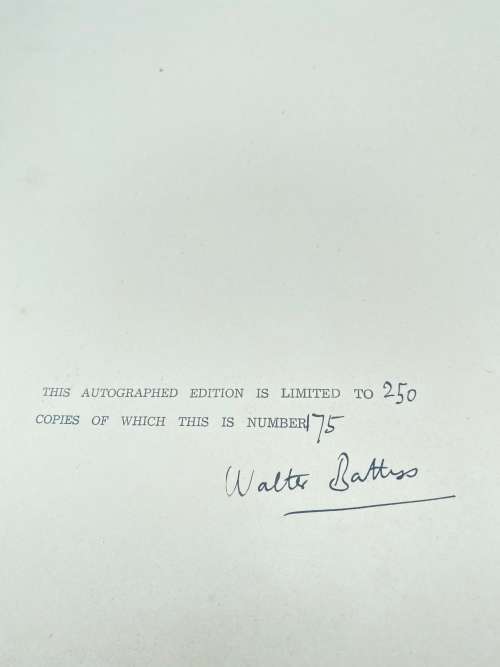 THIS AUTOGRAPHED EDITION IS LIMITED TO 250
COPIES OF WHICH THIS IS NUMBER 175
Walter Battiss